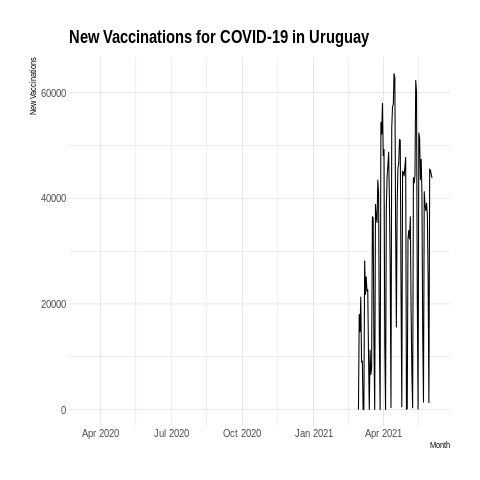 New Vaccinations for COVID-19 in Uruguay
New Vaccinations
60000
40000
20000
0
Apr 2020 Jul 2020 Oct 2020 Jan 2021 Apr 2021
Month